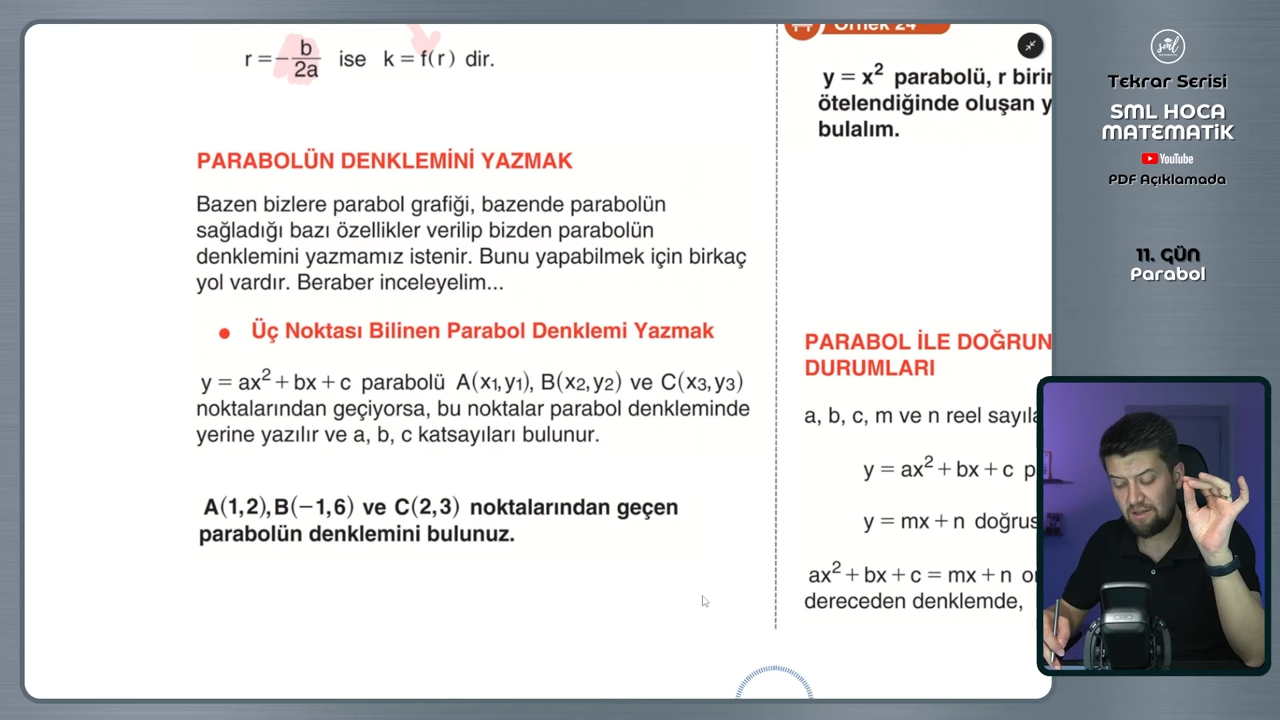 r = - b/2a ise k = f(r) dir.
PARABOLÜN DENKLEMİNİ YAZMAK
Bazen bizlere parabol grafiği, bazende parabolün
sağladığı bazı özellikler verilip bizden parabolün
denklemini yazmamız istenir. Bunu yapabilmek için birkaç
yol vardır. Beraber inceleyelim...
• Üç Noktası Bilinen Parabol Denklemi Yazmak
y = ax² + bx + c parabolü A(x₁,y₁), B(x₂,y₂) ve C(x₃,y₃)
noktalarından geçiyorsa, bu noktalar parabol denkleminde
yerine yazılır ve a, b, c katsayıları bulunur.
A(1,2), B(−1,6) ve C(2,3) noktalarından geçen
parabolün denklemini bulunuz.
Örnek 24
y = x² parabolü, r
ötelendiğinde oluşan y
bulalım.
PARABOL İLE
DURUMLARI
a, b, c, m ve n reel
y = ax² + bx + c p
y = mx + n
ax² + bx + c = mx + n
dereceden denklemde,
sml
Tekrar Serisi
SML HOCA
MATEMATİK
YouTube
PDF Açıklamada
11. GÜN
Parabol